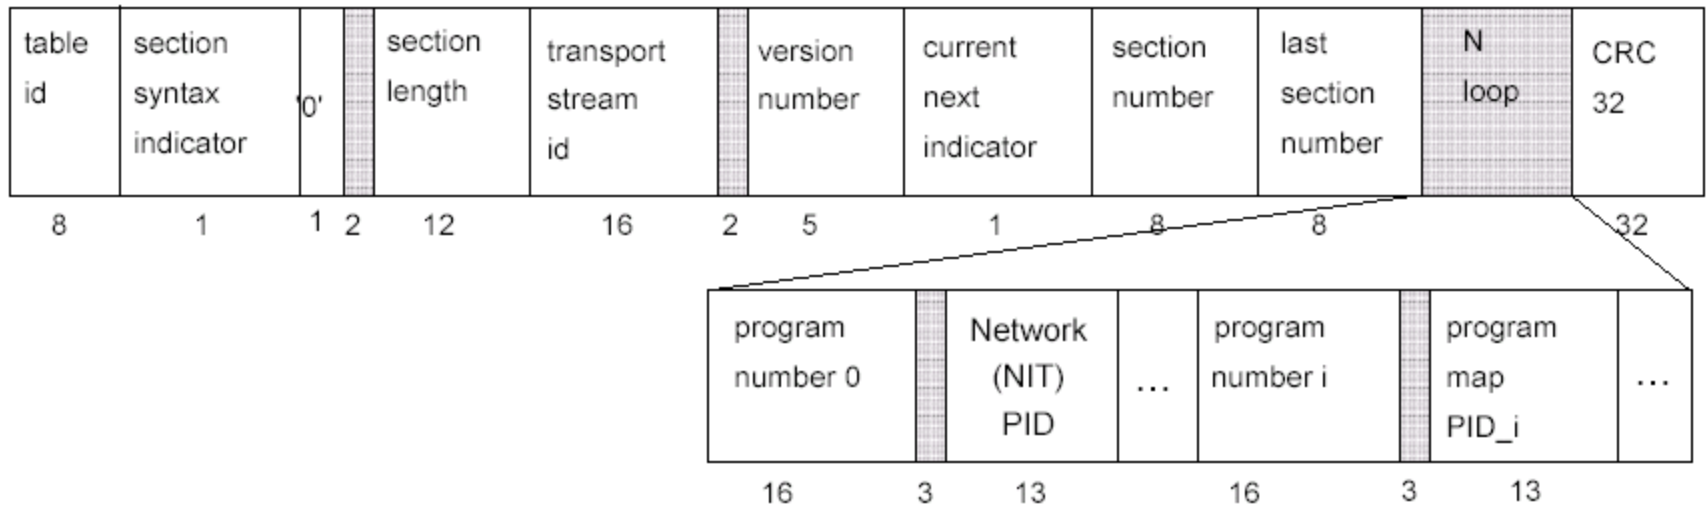 table
id
section
syntax
indicator
'0'
section
length
transport
stream
id
version
number
current
next
indicator
section
number
last
section
number
N
loop
CRC
32
8
1
1
2
12
16
2
5
1
8
8
32
program
number 0
Network
(NIT)
PID
...
program
number i
program
map
PID_i
...
16
3
13
16
3
13